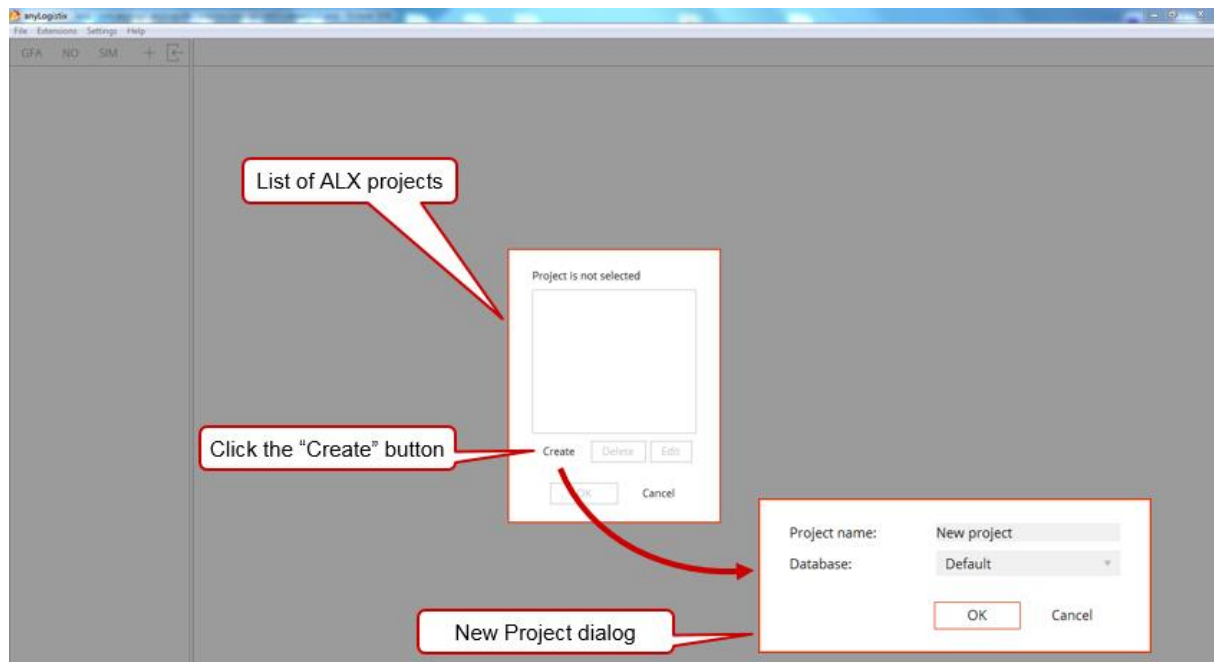 anyLogistix
File Extensions Settings Help
GFA NO SIM
List of ALX projects
Project is not selected
Click the “Create” button
Create Delete Edit
OK Cancel
Project name: New project
Database: Default
OK Cancel
New Project dialog